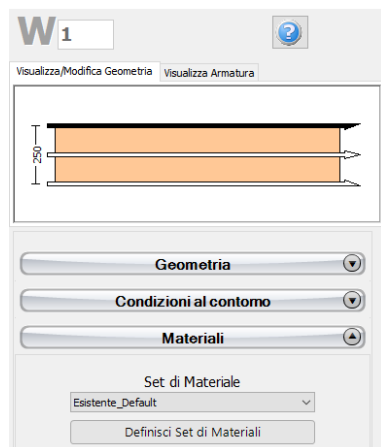 W 1
Visualizza/Modifica Geometria Visualizza Armatura
250
Geometria
Condizioni al contorno
Materiali
Set di Materiale
Esistente_Default
Definisci Set di Materiali